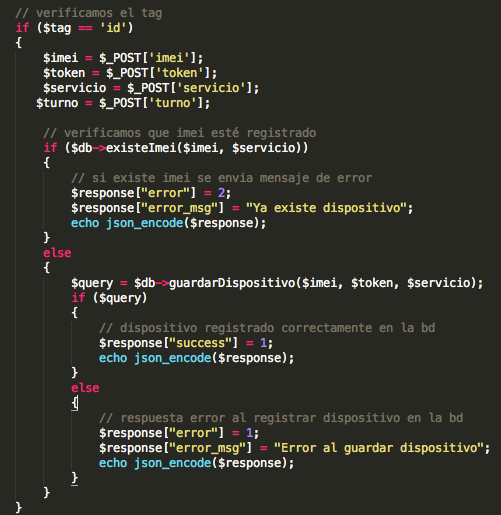 // verificamos el tag
if ($tag == 'id')
{
    $imei = $_POST['imei'];
    $token = $_POST['token'];
    $servicio = $_POST['servicio'];
   $turno = $_POST['turno'];

    // verificamos que imei esté registrado
    if ($db->existeImei($imei, $servicio))
    {
        // si existe imei se envia mensaje de error
        $response["error"] = 2;
        $response["error_msg"] = "Ya existe dispositivo";
        echo json_encode($response);
    }
    else
    {
        $query = $db->guardarDispositivo($imei, $token, $servicio);
        if ($query)
        {
            // dispositivo registrado correctamente en la bd
            $response["success"] = 1;
            echo json_encode($response);
        }
        else
        {
            // respuesta error al registrar dispositivo en la bd
            $response["error"] = 1;
            $response["error_msg"] = "Error al guardar dispositivo";
            echo json_encode($response);
        }
    }
}